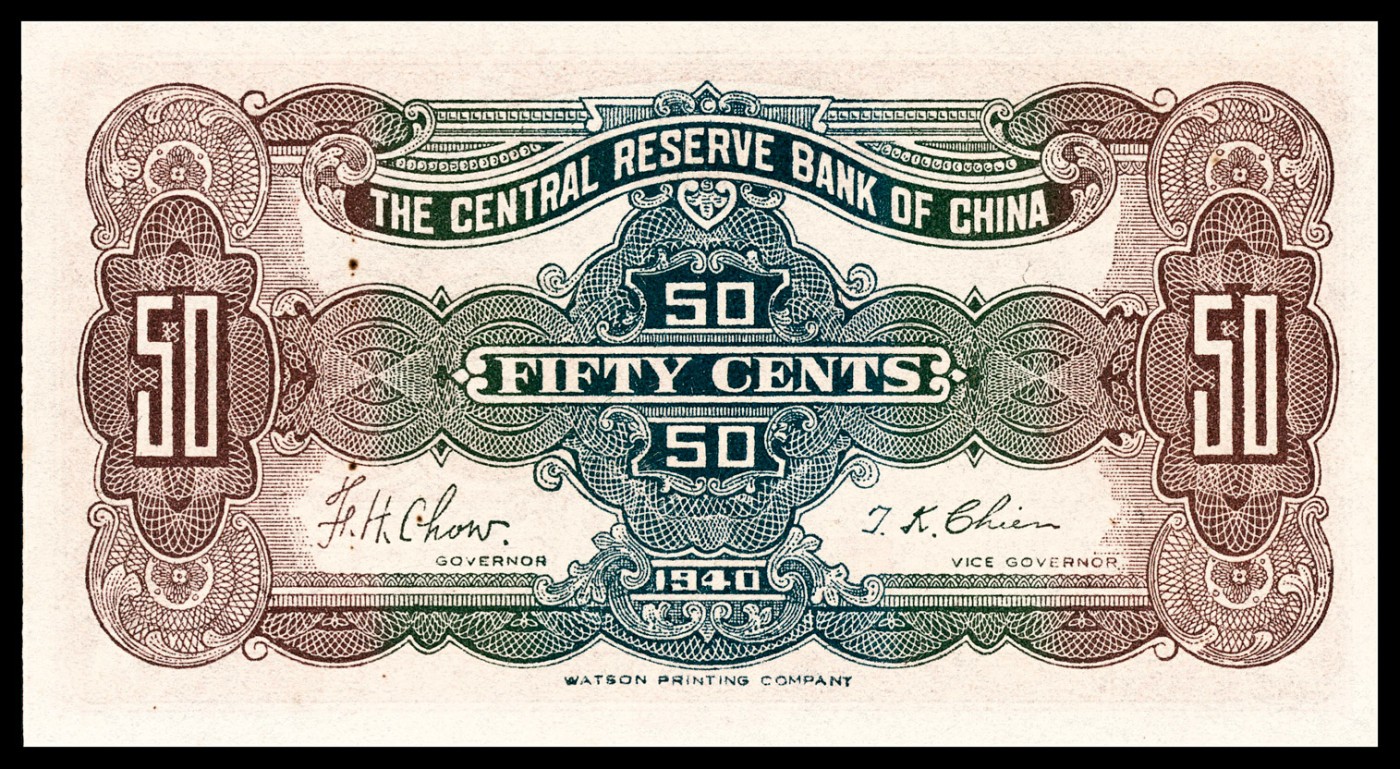 THE CENTRAL RESERVE BANK OF CHINA
50
50 FIFTY CENTS 50
50
F. H. Chow. T. K. Chien
GOVERNOR VICE GOVERNOR
1940
WATSON PRINTING COMPANY